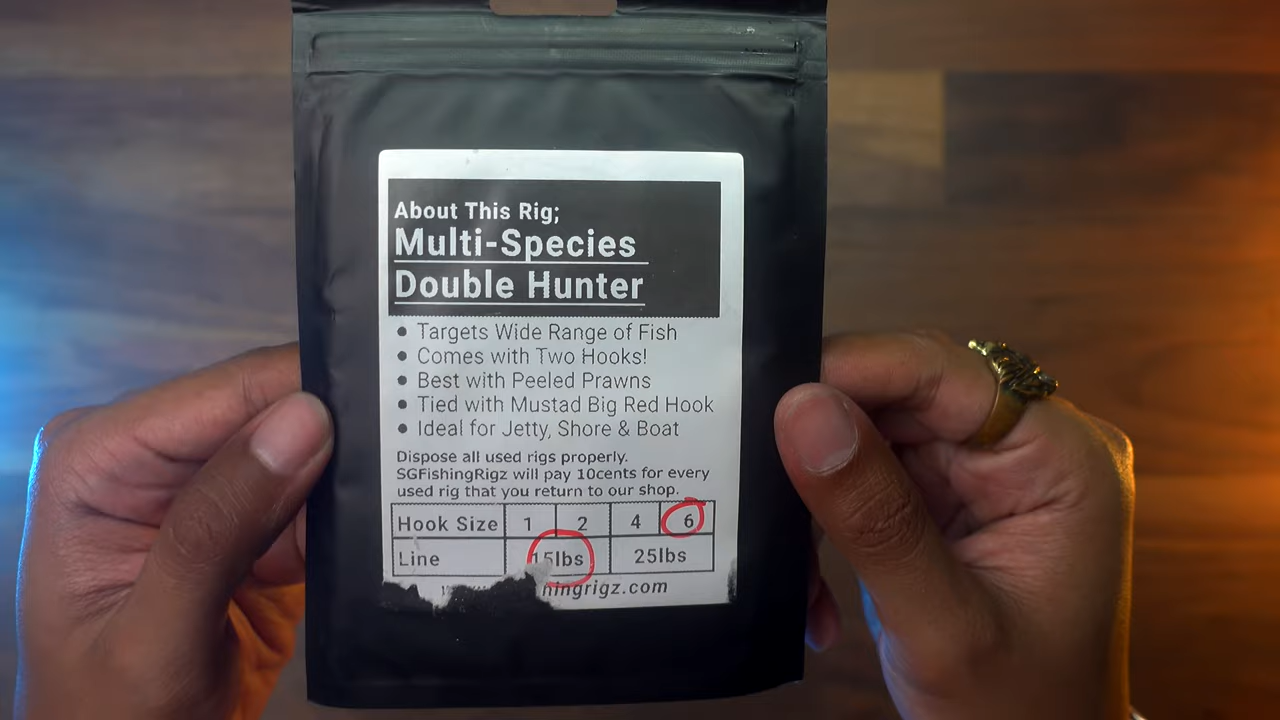 About This Rig;
Multi-Species
Double Hunter
● Targets Wide Range of Fish
● Comes with Two Hooks!
● Best with Peeled Prawns
● Tied with Mustad Big Red Hook
● Ideal for Jetty, Shore & Boat
Dispose all used rigs properly.
SGFishingRigz will pay 10cents for every
used rig that you return to our shop.
Hook Size 1 2 4 6
Line 15lbs 25lbs
hingrigz.com